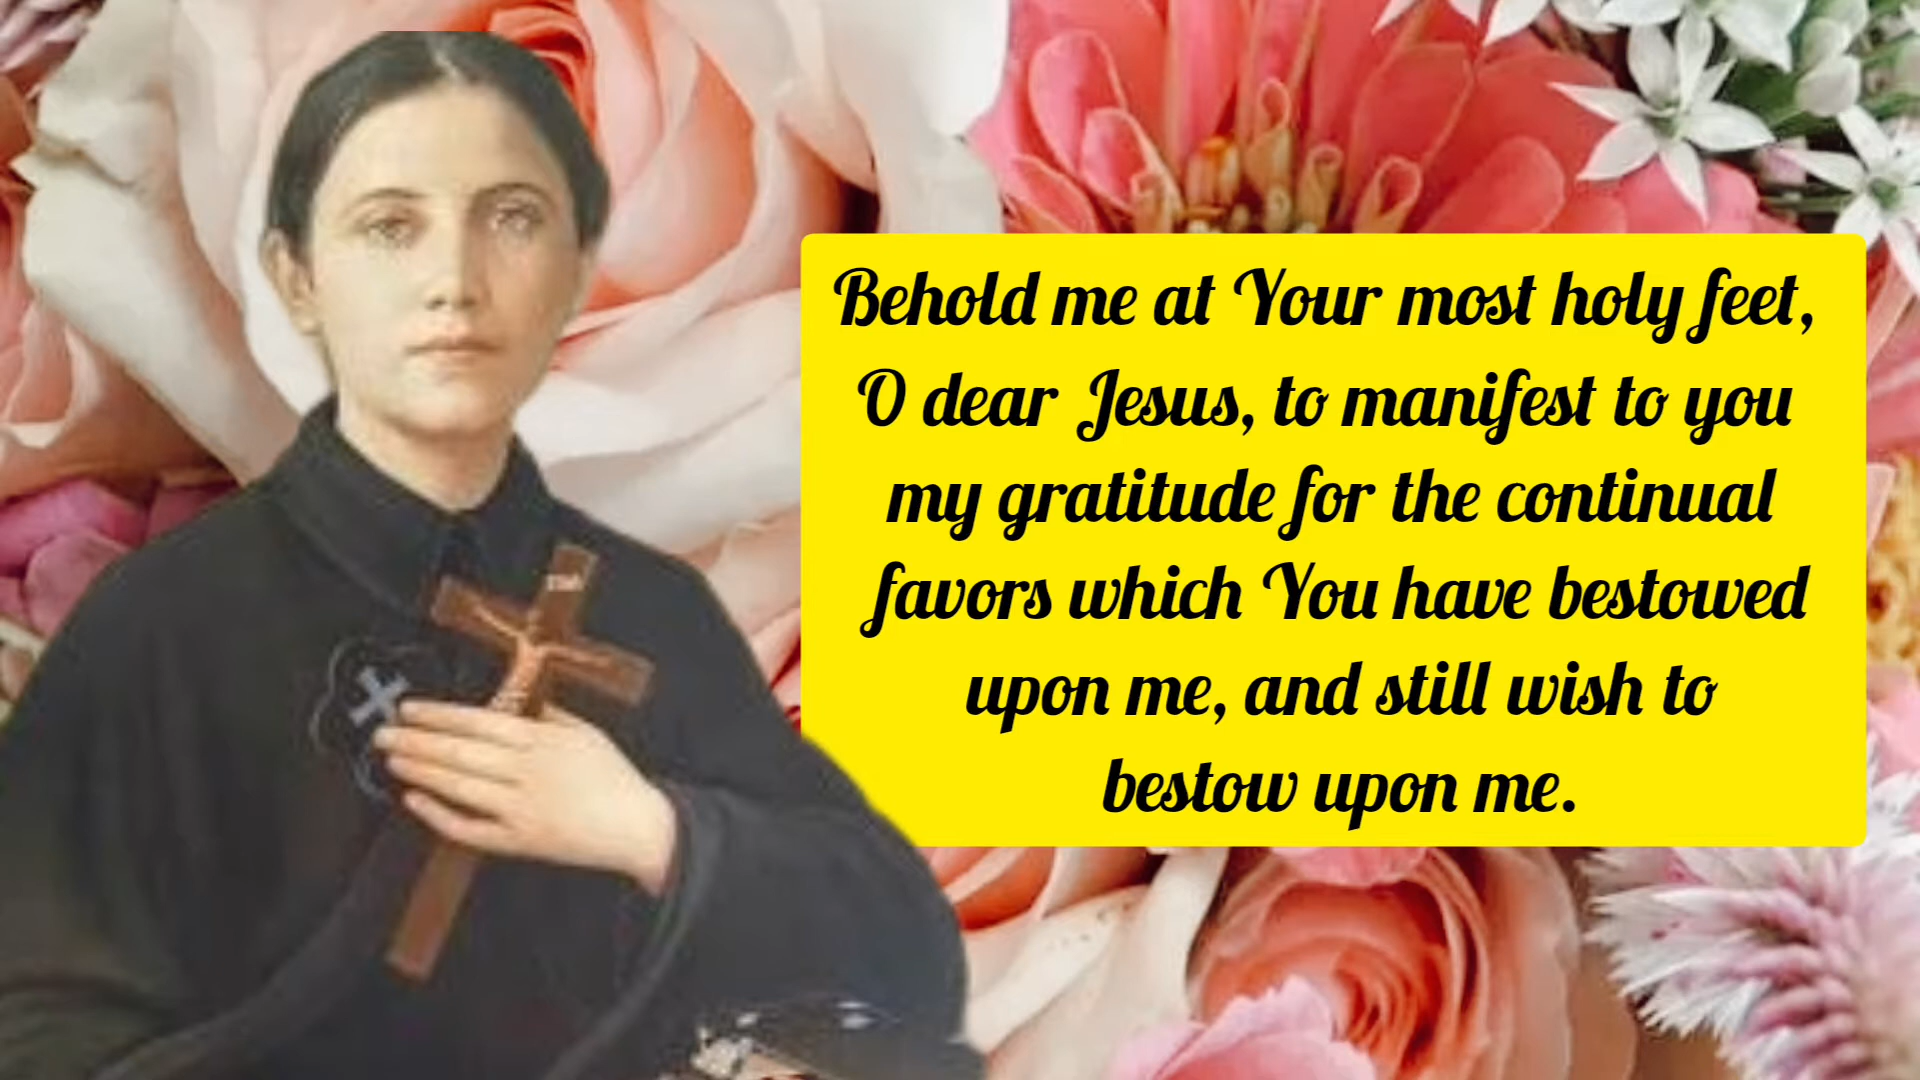 Behold me at Your most holy feet,
O dear Jesus, to manifest to you
my gratitude for the continual
favors which You have bestowed
upon me, and still wish to
bestow upon me.